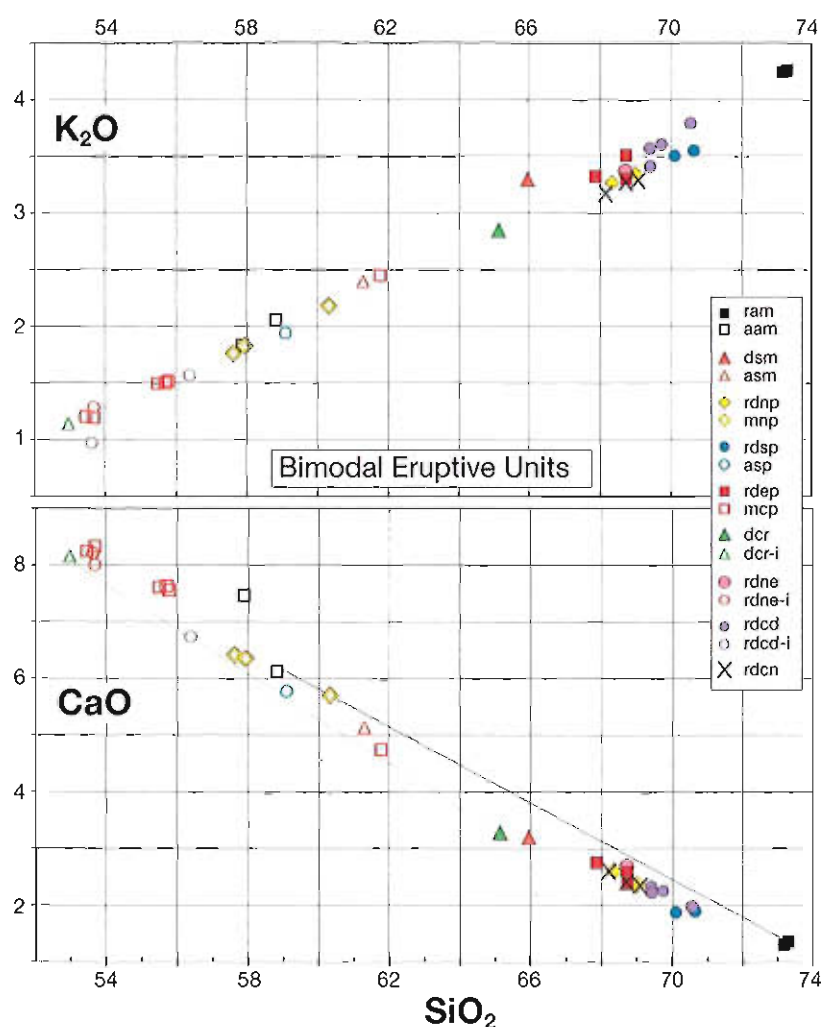 54 58 62 66 70 74
4
K2O
3
2
1
Bimodal Eruptive Units
ram
aam
dsm
asm
rdnp
mnp
rdsp
asp
rdep
mcp
dcr
dcr-i
rdne
rdne-i
rdcd
rdcd-i
rdcn
8
6
CaO
4
2
54 58 62 66 70 74
SiO2